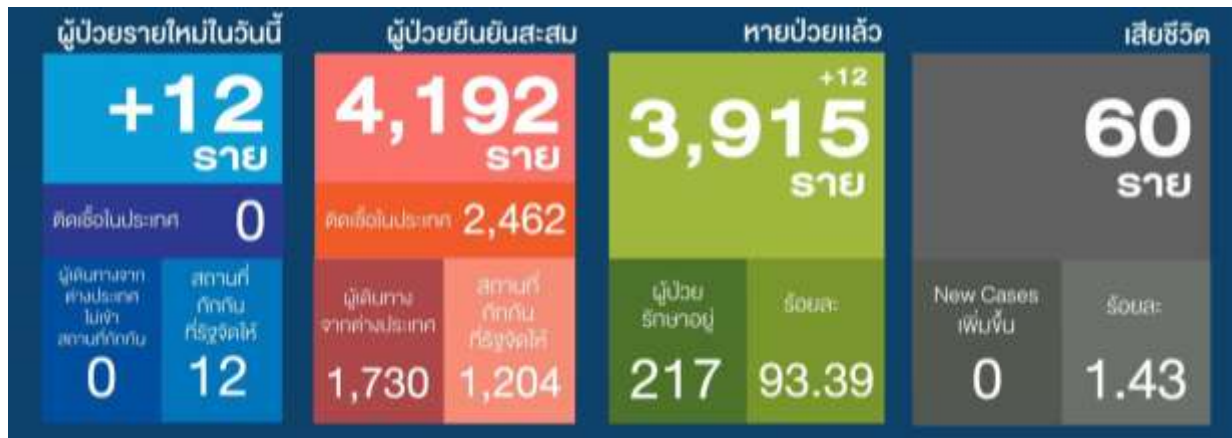 ผู้ป่วยรายใหม่ในวันนี้
+12
ราย
ติดเชื้อในประเทศ 0
ผู้เดินทางจาก
ต่างประเทศ
ไม่เข้า
สถานที่กักกัน
0
สถานที่
กักกัน
ที่รัฐจัดให้
12
ผู้ป่วยยืนยันสะสม
4,192
ราย
ติดเชื้อในประเทศ 2,462
ผู้เดินทาง
จากต่างประเทศ
1,730
สถานที่
กักกัน
ที่รัฐจัดให้
1,204
หายป่วยแล้ว
+12
3,915
ราย
ผู้ป่วย
รักษาอยู่
217
ร้อยละ
93.39
เสียชีวิต
60
ราย
New Cases
เพิ่มขึ้น
0
ร้อยละ
1.43